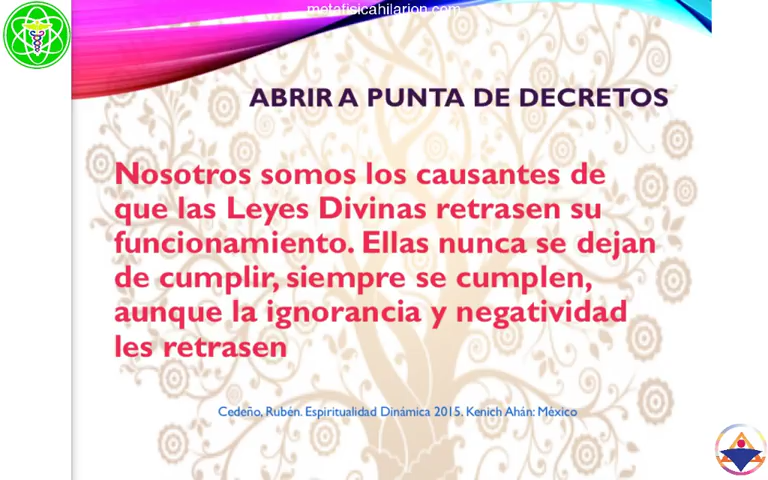 metafisicahilarion.com
ABRIR A PUNTA DE DECRETOS
Nosotros somos los causantes de
que las Leyes Divinas retrasen su
funcionamiento. Ellas nunca se dejan
de cumplir, siempre se cumplen,
aunque la ignorancia y negatividad
les retrasen
Cedeño, Rubén. Espiritualidad Dinámica 2015. Kenich Ahán: México